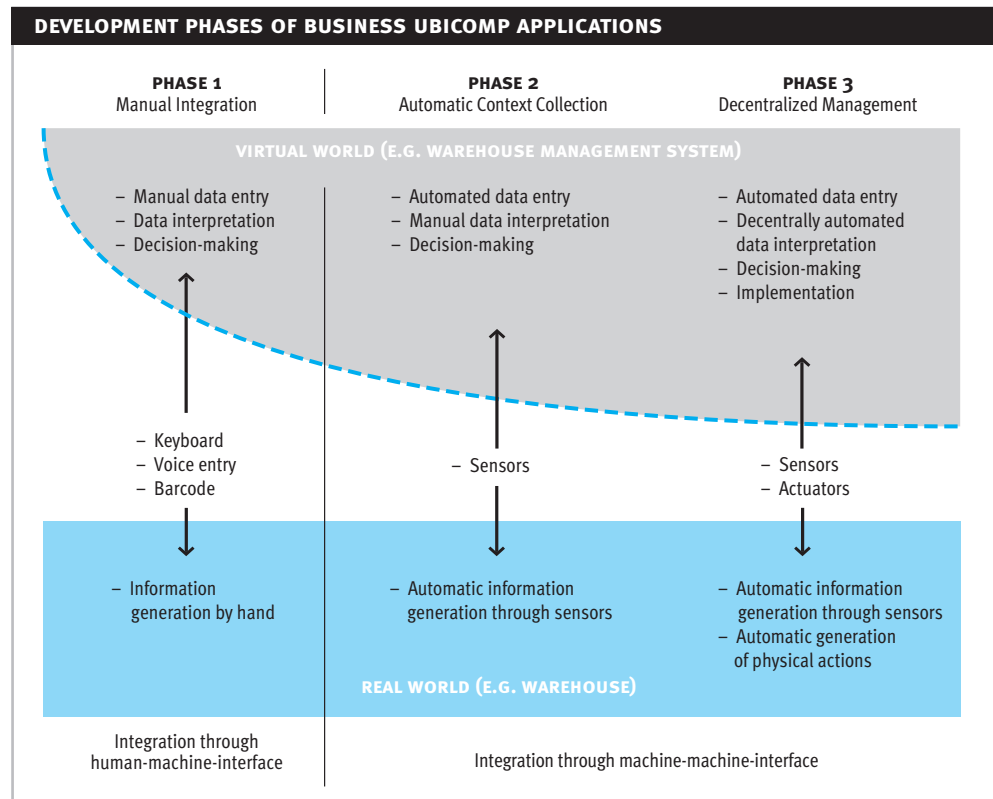 DEVELOPMENT PHASES OF BUSINESS UBICOMP APPLICATIONS
PHASE 1
Manual Integration
PHASE 2
Automatic Context Collection
PHASE 3
Decentralized Management
VIRTUAL WORLD (E.G. WAREHOUSE MANAGEMENT SYSTEM)
– Manual data entry
– Data interpretation
– Decision-making
– Automated data entry
– Manual data interpretation
– Decision-making
– Automated data entry
– Decentrally automated
data interpretation
– Decision-making
– Implementation
– Keyboard
– Voice entry
– Barcode
– Sensors
– Sensors
– Actuators
– Information
generation by hand
– Automatic information
generation through sensors
– Automatic information
generation through sensors
– Automatic generation
of physical actions
REAL WORLD (E.G. WAREHOUSE)
Integration through
human-machine-interface
Integration through machine-machine-interface